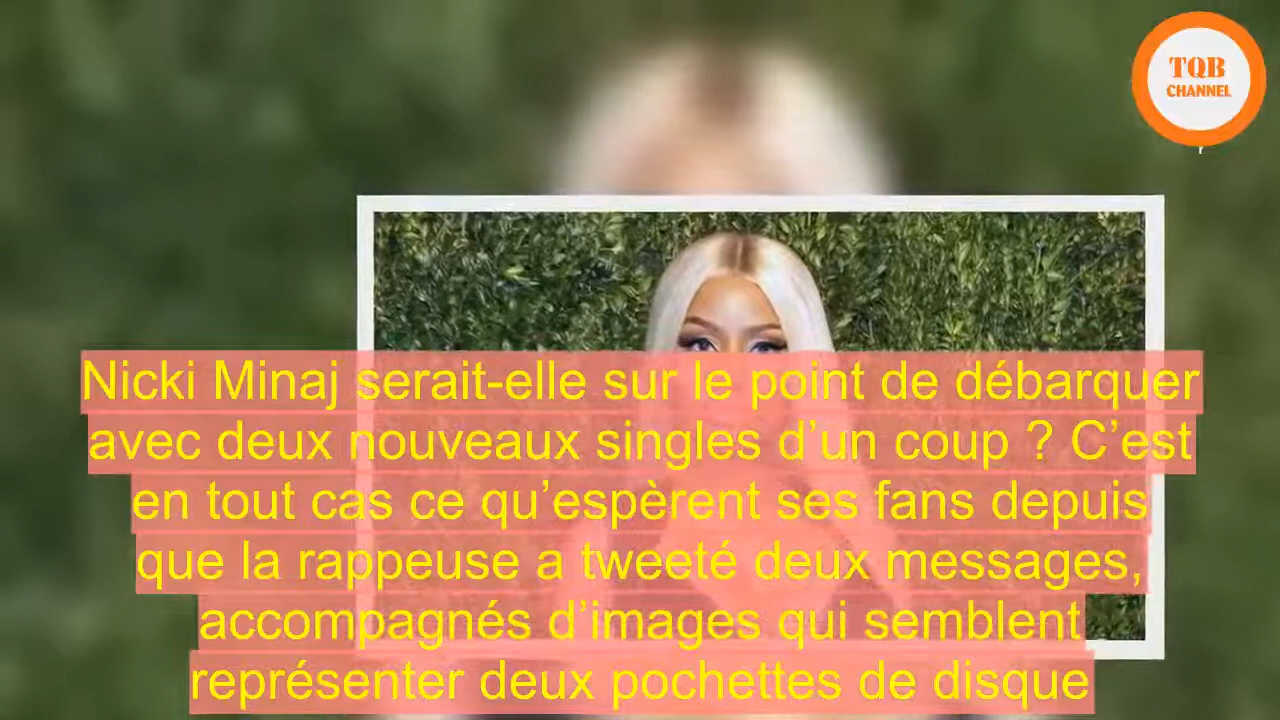 TQB
CHANNEL
Nicki Minaj serait-elle sur le point de débarquer
avec deux nouveaux singles d’un coup ? C’est
en tout cas ce qu’espèrent ses fans depuis
que la rappeuse a tweeté deux messages,
accompagnés d’images qui semblent
représenter deux pochettes de disque